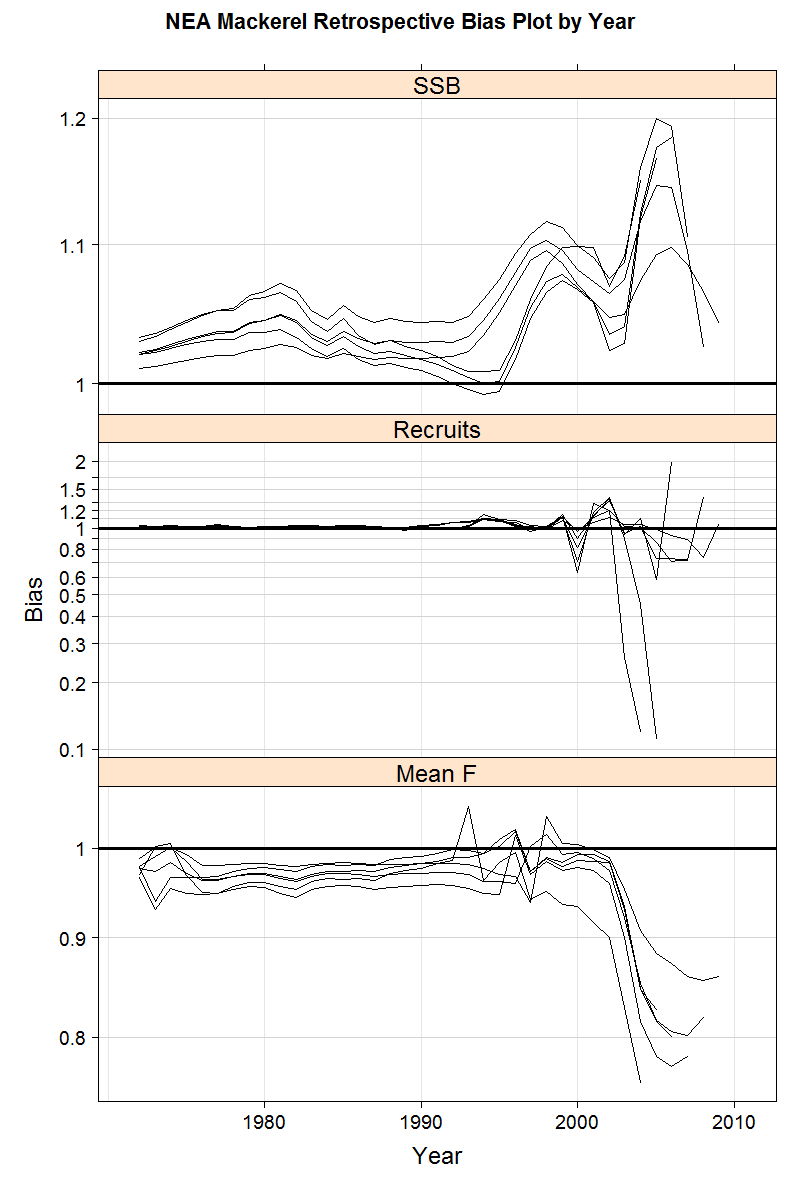 NEA Mackerel Retrospective Bias Plot by Year
SSB
1.2
1.1
1
Recruits
2
1.5
1.2
1
0.8
0.6
0.5
0.4
0.3
0.2
0.1
Bias
Mean F
1
0.9
0.8
1980 1990 2000 2010
Year